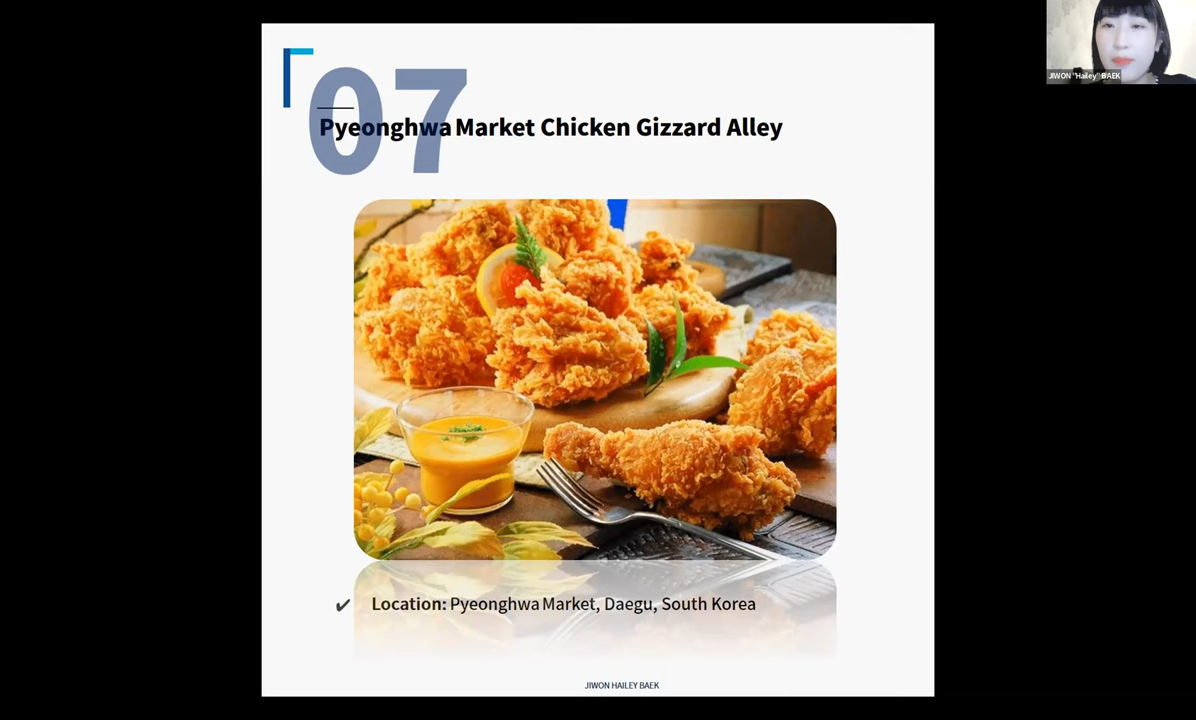 07
Pyeonghwa Market Chicken Gizzard Alley
✔ Location: Pyeonghwa Market, Daegu, South Korea
JIWON HAILEY BAEK
JIWON "Hailey" BAEK